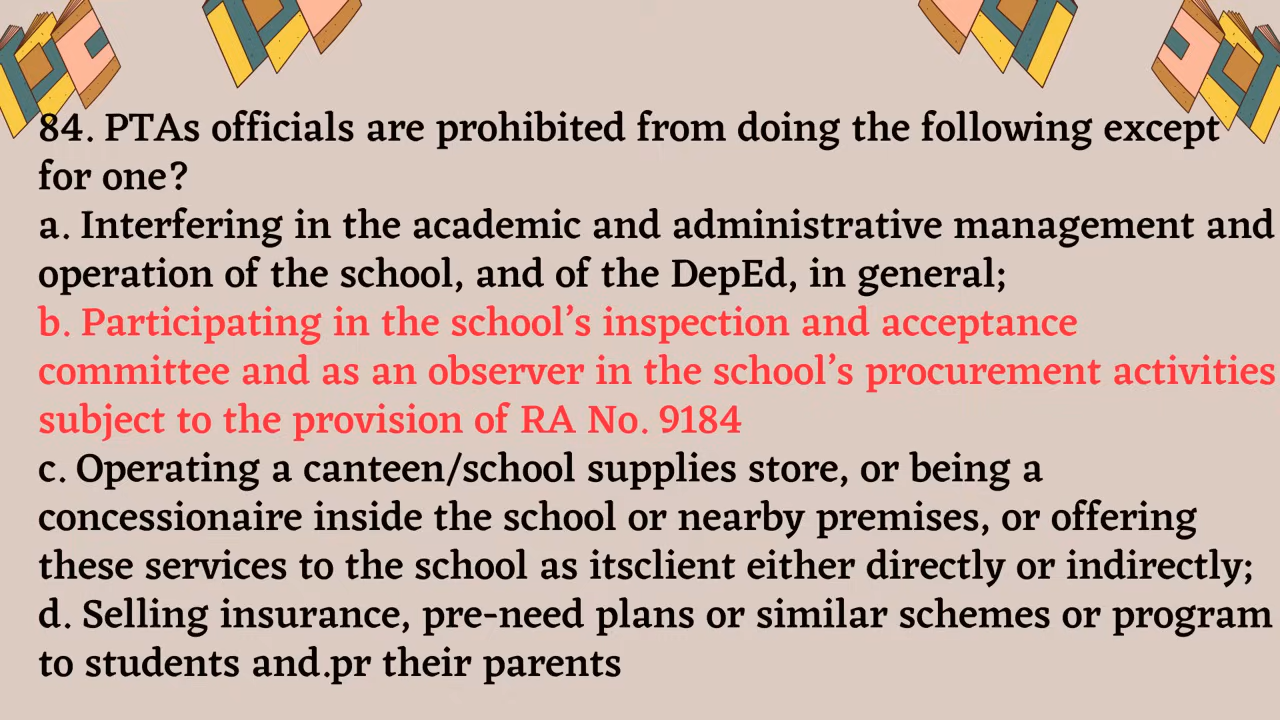 84. PTAs officials are prohibited from doing the following except
for one?
a. Interfering in the academic and administrative management and
operation of the school, and of the DepEd, in general;
b. Participating in the school’s inspection and acceptance
committee and as an observer in the school’s procurement activities
subject to the provision of RA No. 9184
c. Operating a canteen/school supplies store, or being a
concessionaire inside the school or nearby premises, or offering
these services to the school as itsclient either directly or indirectly;
d. Selling insurance, pre-need plans or similar schemes or program
to students and.pr their parents